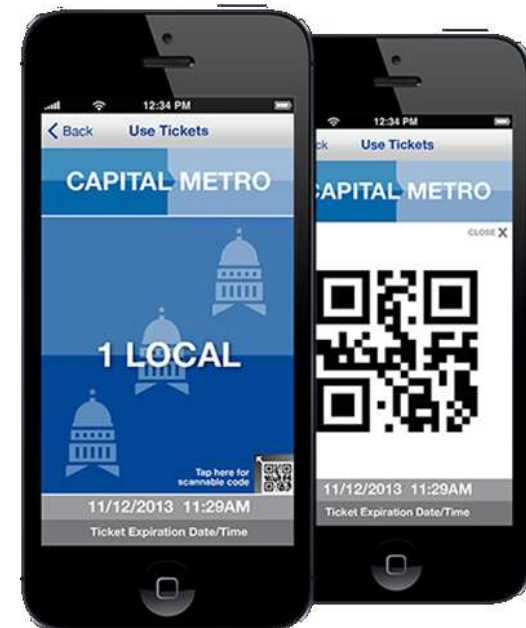 12:34 PM
Back Use Tickets
CAPITAL METRO
1 LOCAL
Tap here for
scannable code
11/12/2013 11:29AM
Ticket Expiration Date/Time
12:34 PM
ck Use Tickets
CAPITAL METRO
CLOSE X
11/12/2013 11:29AM
Ticket Expiration Date/Time